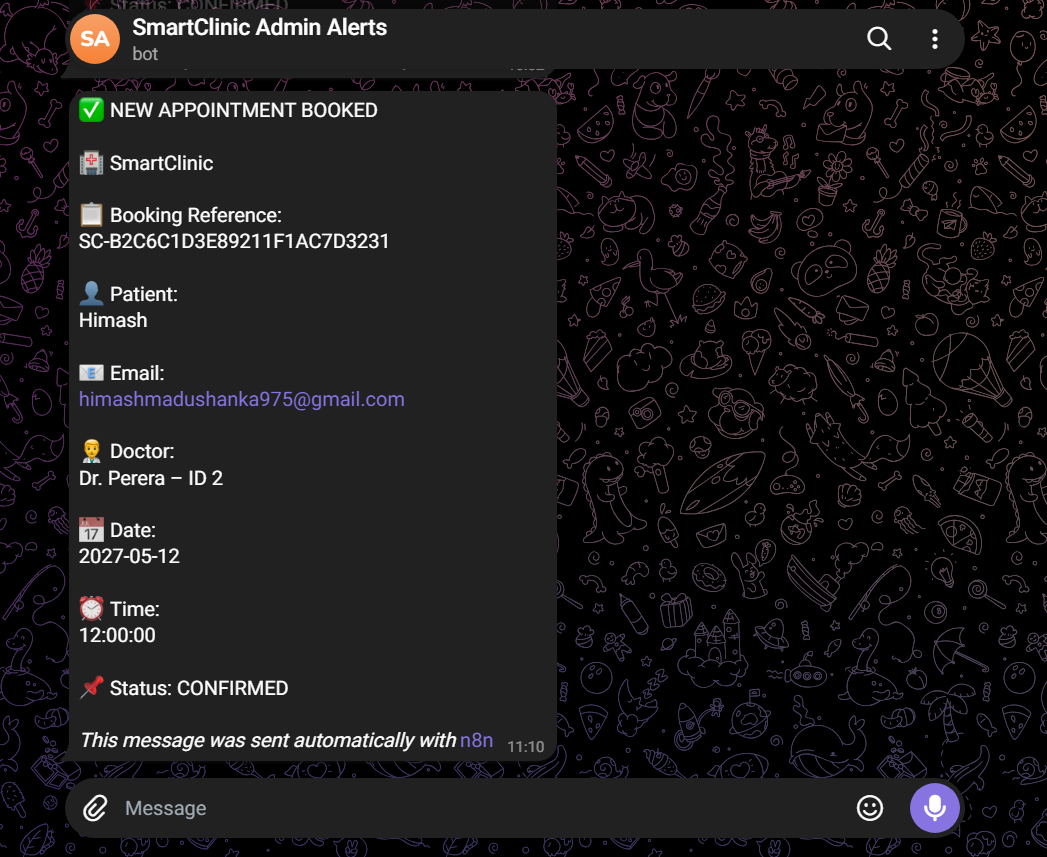 Status: CONFIRMED
SA
SmartClinic Admin Alerts
bot
✅ NEW APPOINTMENT BOOKED
🏥 SmartClinic
📋 Booking Reference:
SC-B2C6C1D3E89211F1AC7D3231
👤 Patient:
Himash
📧 Email:
himashmadushanka975@gmail.com
👨‍⚕️ Doctor:
Dr. Perera – ID 2
📅 Date:
2027-05-12
⏰ Time:
12:00:00
📌 Status: CONFIRMED
This message was sent automatically with n8n
11:10
Message